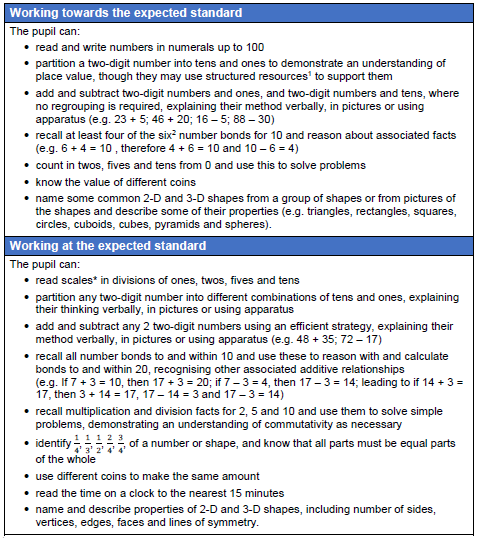 Working towards the expected standard
The pupil can:
• read and write numbers in numerals up to 100
• partition a two-digit number into tens and ones to demonstrate an understanding of
place value, though they may use structured resources¹ to support them
• add and subtract two-digit numbers and ones, and two-digit numbers and tens, where
no regrouping is required, explaining their method verbally, in pictures or using
apparatus (e.g. 23 + 5; 46 + 20; 16 – 5; 88 – 30)
• recall at least four of the six² number bonds for 10 and reason about associated facts
(e.g. 6 + 4 = 10 , therefore 4 + 6 = 10 and 10 – 6 = 4)
• count in twos, fives and tens from 0 and use this to solve problems
• know the value of different coins
• name some common 2-D and 3-D shapes from a group of shapes or from pictures of
the shapes and describe some of their properties (e.g. triangles, rectangles, squares,
circles, cuboids, cubes, pyramids and spheres).
Working at the expected standard
The pupil can:
• read scales* in divisions of ones, twos, fives and tens
• partition any two-digit number into different combinations of tens and ones, explaining
their thinking verbally, in pictures or using apparatus
• add and subtract any 2 two-digit numbers using an efficient strategy, explaining their
method verbally, in pictures or using apparatus (e.g. 48 + 35; 72 – 17)
• recall all number bonds to and within 10 and use these to reason with and calculate
bonds to and within 20, recognising other associated additive relationships
(e.g. If 7 + 3 = 10, then 17 + 3 = 20; if 7 – 3 = 4, then 17 – 3 = 14; leading to if 14 + 3 =
17, then 3 + 14 = 17, 17 – 14 = 3 and 17 – 3 = 14)
• recall multiplication and division facts for 2, 5 and 10 and use them to solve simple
problems, demonstrating an understanding of commutativity as necessary
• identify 1/4, 1/3, 1/2, 2/4, 3/4, of a number or shape, and know that all parts must be equal parts
of the whole
• use different coins to make the same amount
• read the time on a clock to the nearest 15 minutes
• name and describe properties of 2-D and 3-D shapes, including number of sides,
vertices, edges, faces and lines of symmetry.